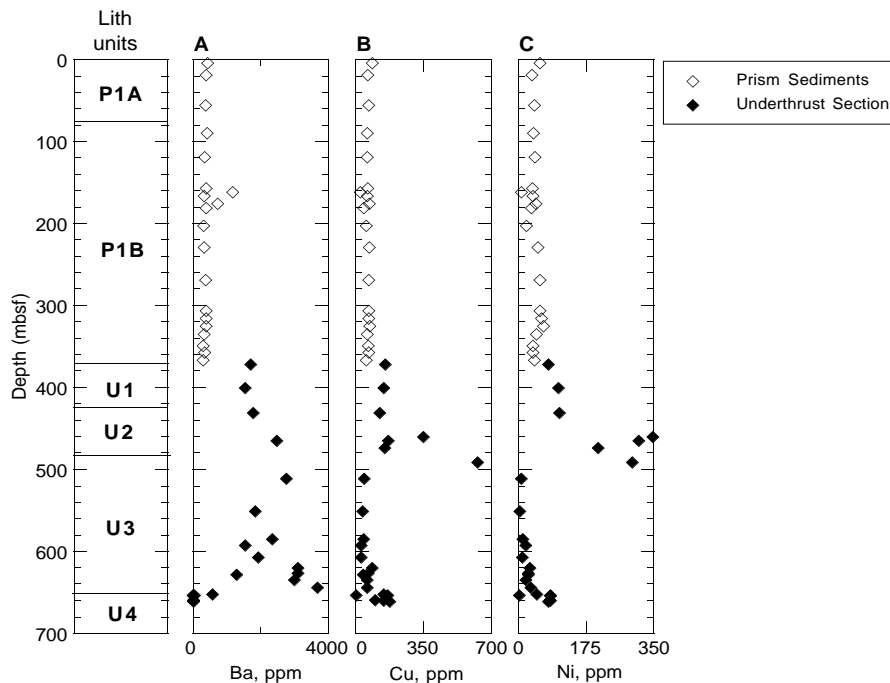 Lith
units
A
B
C
0
100
200
300
400
500
600
700
Depth (mbsf)
P1A
P1B
U1
U2
U3
U4
Prism Sediments
Underthrust Section
0
4000
Ba, ppm
0
350
700
Cu, ppm
0
175
350
Ni, ppm